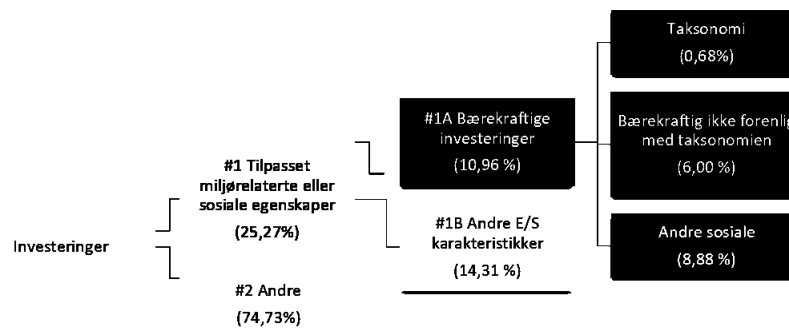 Investeringer
#1 Tilpasset
miljørelaterte eller
sosiale egenskaper
(25,27%)
#2 Andre
(74,73%)
#1A Bærekraftige
investeringer
(10,96 %)
#1B Andre E/S
karakteristikker
(14,31 %)
Taksonomi
(0,68%)
Bærekraftig ikke forenlig
med taksonomien
(6,00 %)
Andre sosiale
(8,88 %)